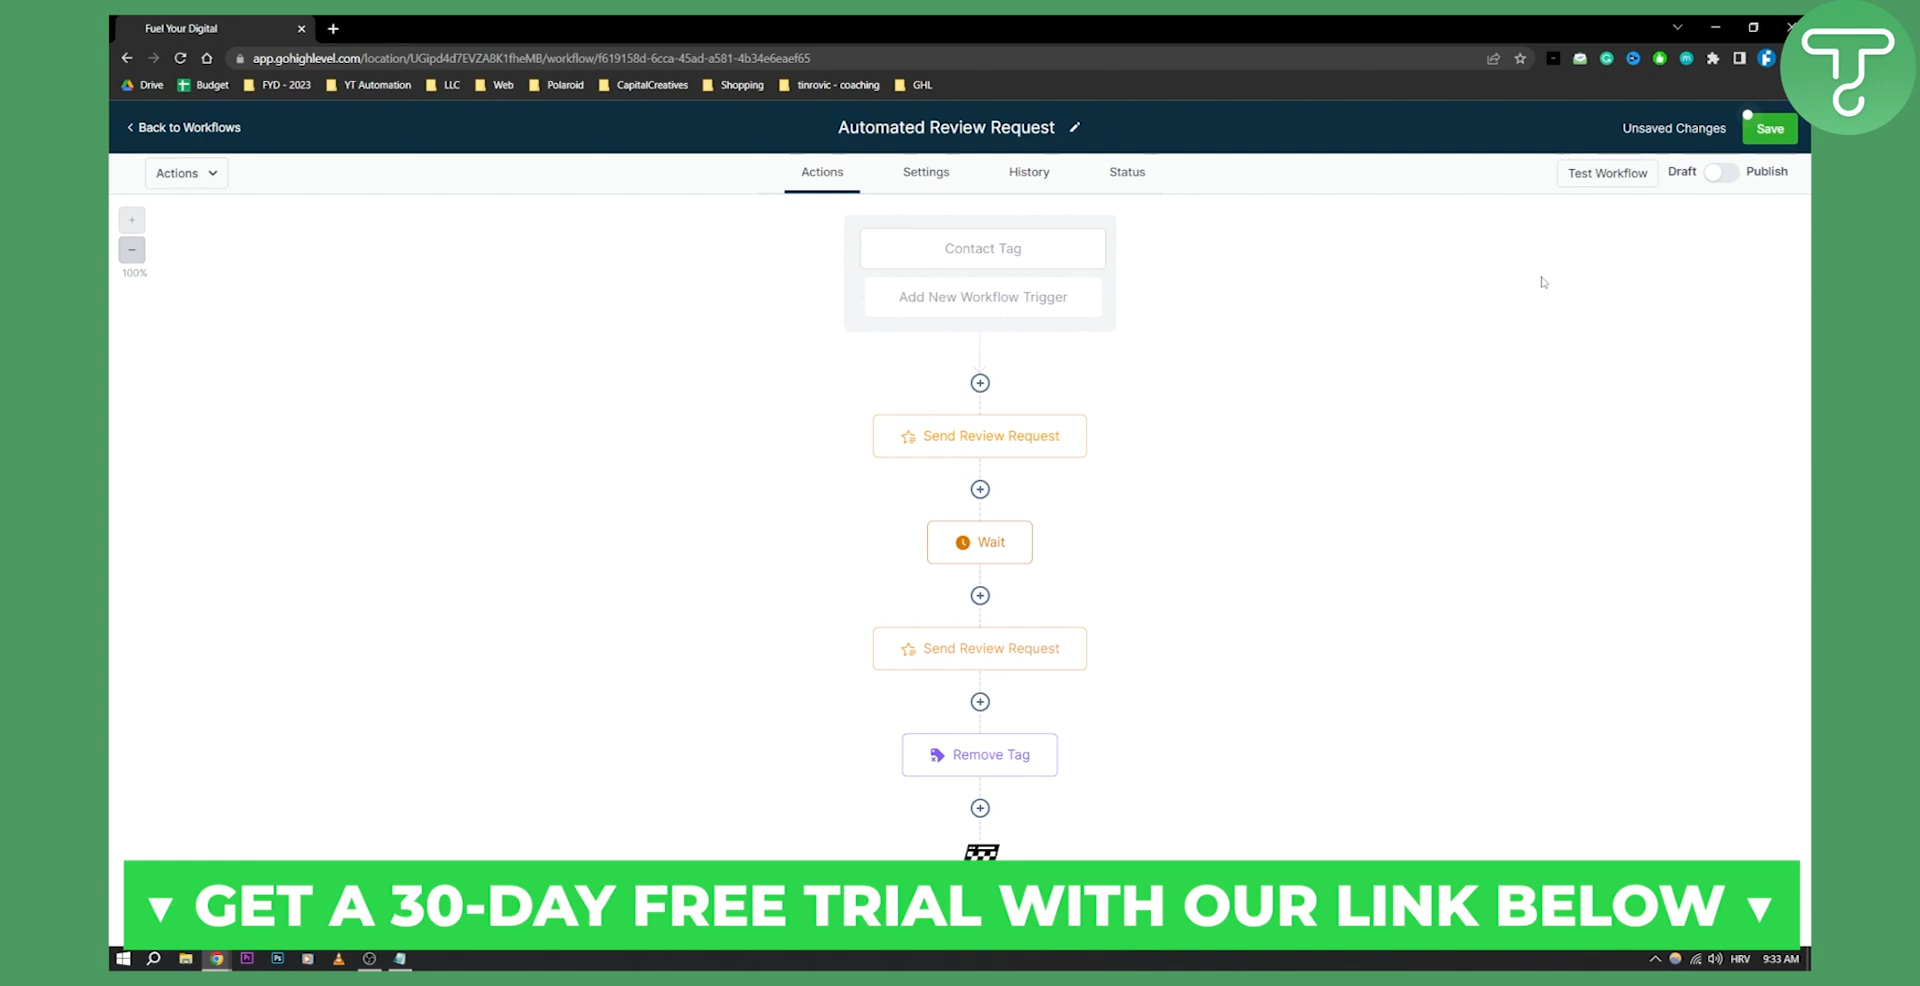 Fuel Your Digital
app.gohighlevel.com/location/UGipd4d7EVZA8K1fheMB/workflow/f619158d-6cca-45ad-a581-4b34e6eaef65
Drive Budget FYD - 2023 YT Automation LLC Web Polaroid CapitalCreatives Shopping tinrovic - coaching GHL
Back to Workflows Automated Review Request Unsaved Changes Save
Actions Actions Settings History Status Test Workflow Draft Publish
Contact Tag
100%
Add New Workflow Trigger
Send Review Request
Wait
Send Review Request
Remove Tag
▼ GET A 30-DAY FREE TRIAL WITH OUR LINK BELOW ▼
HRV 9:33 AM